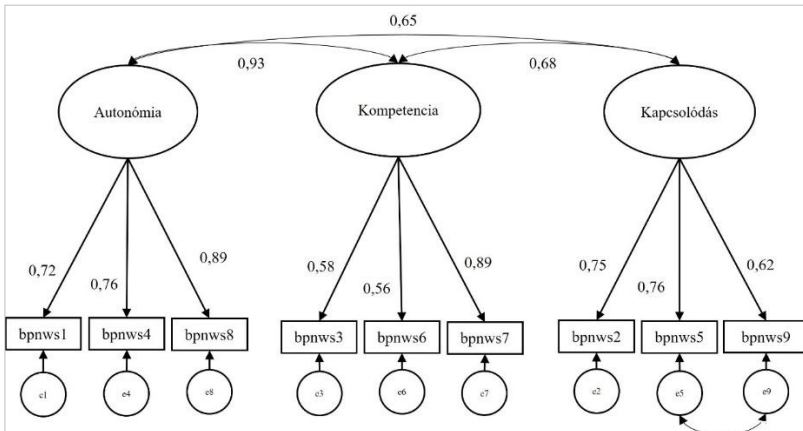 0,65
0,93
0,68
Autonómia
Kompetencia
Kapcsolódás
0,72
0,76
0,89
0,58
0,56
0,89
0,75
0,76
0,62
bpnws1
bpnws4
bpnws8
bpnws3
bpnws6
bpnws7
bpnws2
bpnws5
bpnws9
e1
e4
e8
e3
e6
e7
e2
e5
e9